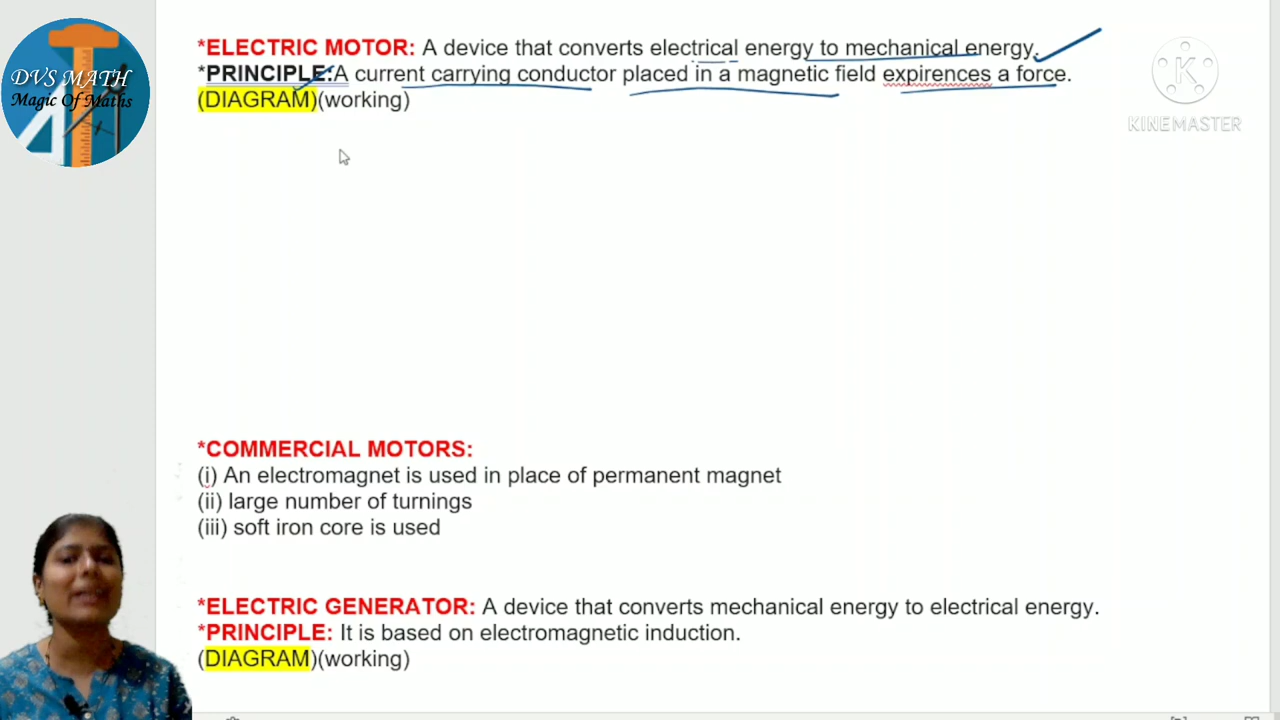 DVS MATH
Magic Of Maths
*ELECTRIC MOTOR: A device that converts electrical energy to mechanical energy.
*PRINCIPLE:A current carrying conductor placed in a magnetic field expirences a force.
(DIAGRAM)(working)
KINEMASTER
*COMMERCIAL MOTORS:
(i) An electromagnet is used in place of permanent magnet
(ii) large number of turnings
(iii) soft iron core is used
*ELECTRIC GENERATOR: A device that converts mechanical energy to electrical energy.
*PRINCIPLE: It is based on electromagnetic induction.
(DIAGRAM)(working)